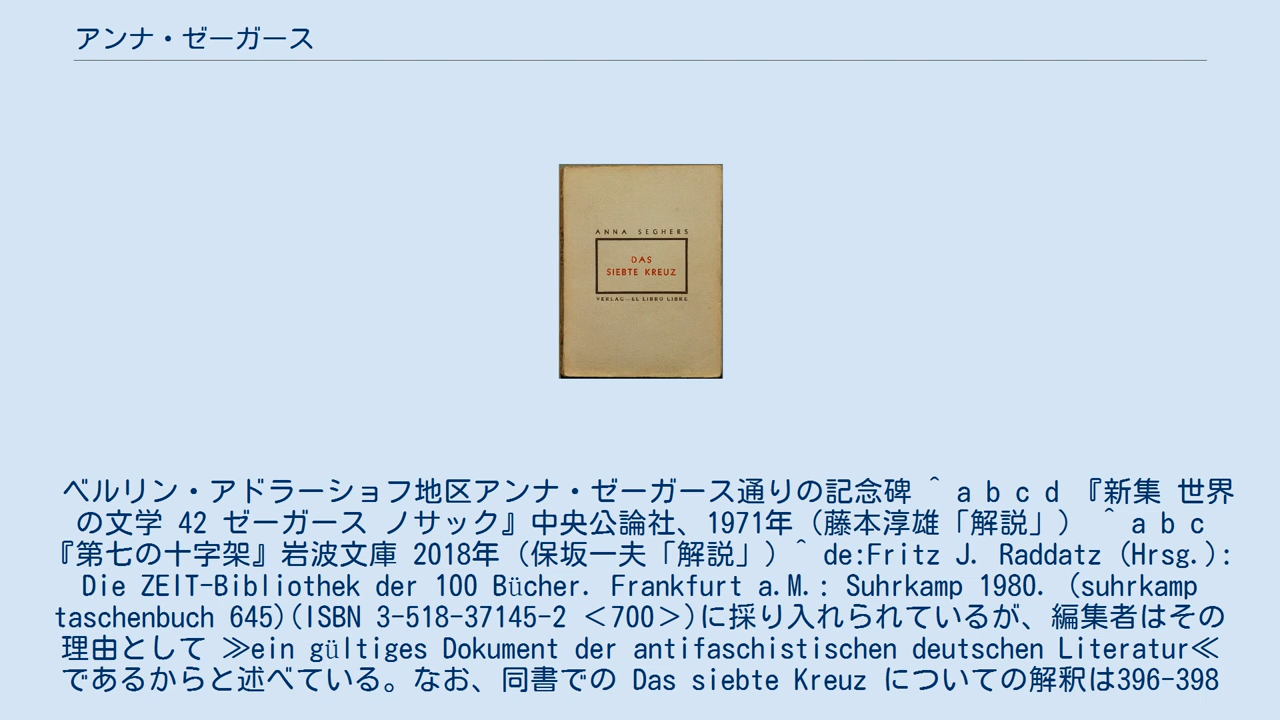 アンナ・ゼーガース
ANNA SEGHERS
DAS
SIEBTE KREUZ
VERLAG—EL LIBRO LIBRE
ベルリン・アドラーショフ地区アンナ・ゼーガース通りの記念碑 ^ a b c d 『新集 世界
の文学 42 ゼーガース ノサック』中央公論社、1971年（藤本淳雄「解説」） ^ a b c
『第七の十字架』岩波文庫 2018年（保坂一夫「解説」）^ de:Fritz J. Raddatz (Hrsg.):
Die ZEIT-Bibliothek der 100 Bücher. Frankfurt a.M.: Suhrkamp 1980. (suhrkamp
taschenbuch 645)(ISBN 3-518-37145-2 ＜700＞)に採り入れられているが、編集者はその
理由として ≫ein gültiges Dokument der antifaschistischen deutschen Literatur≪
であるからと述べている。なお、同書での Das siebte Kreuz についての解釈は396-398